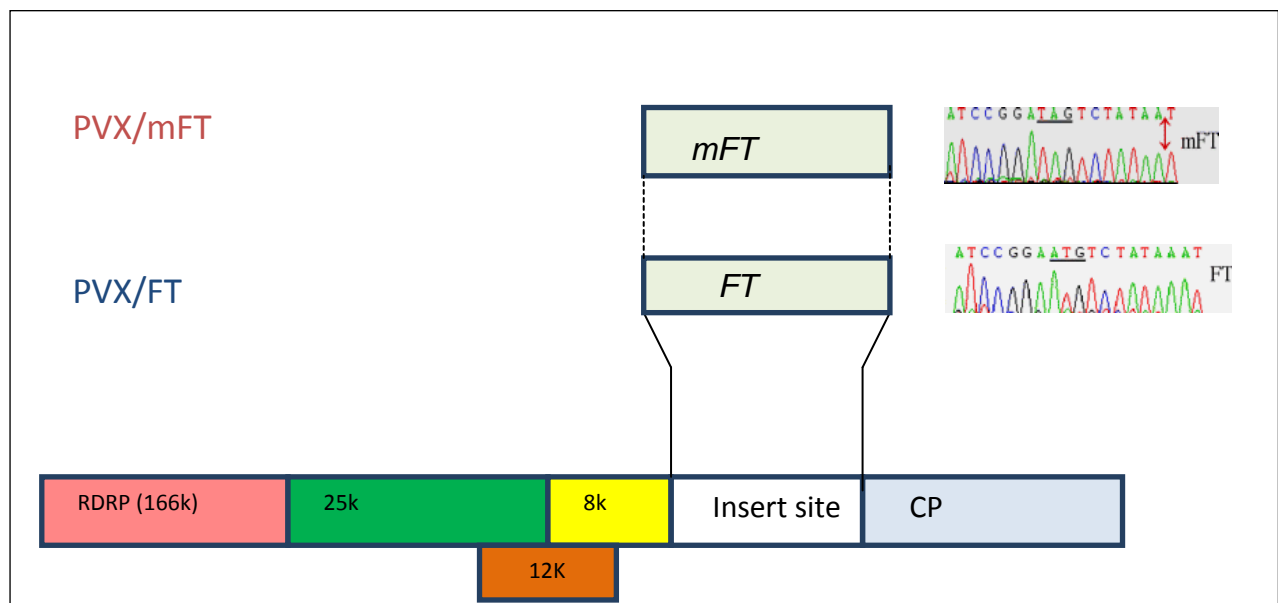 PVX/mFT
mFT
ATCCGGATAGTCTATAAT
mFT
PVX/FT
FT
ATCCGGAATGTCTATAAAT
FT
RDRP (166k)
25k
8k
Insert site
CP
12K